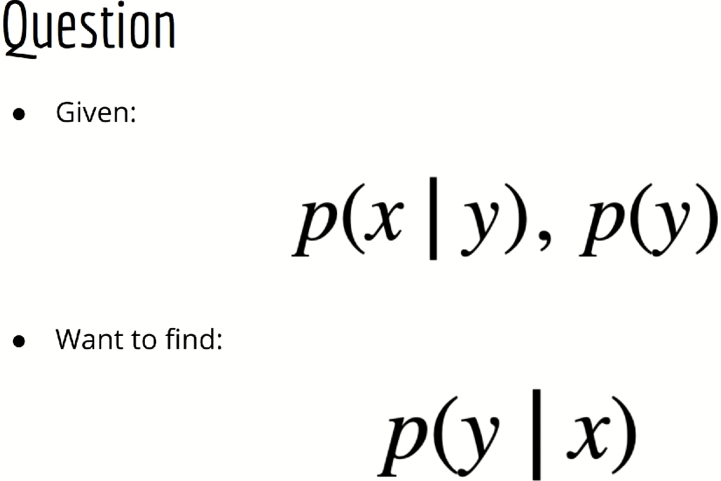 Question
● Given:
p(x | y), p(y)
● Want to find:
p(y | x)